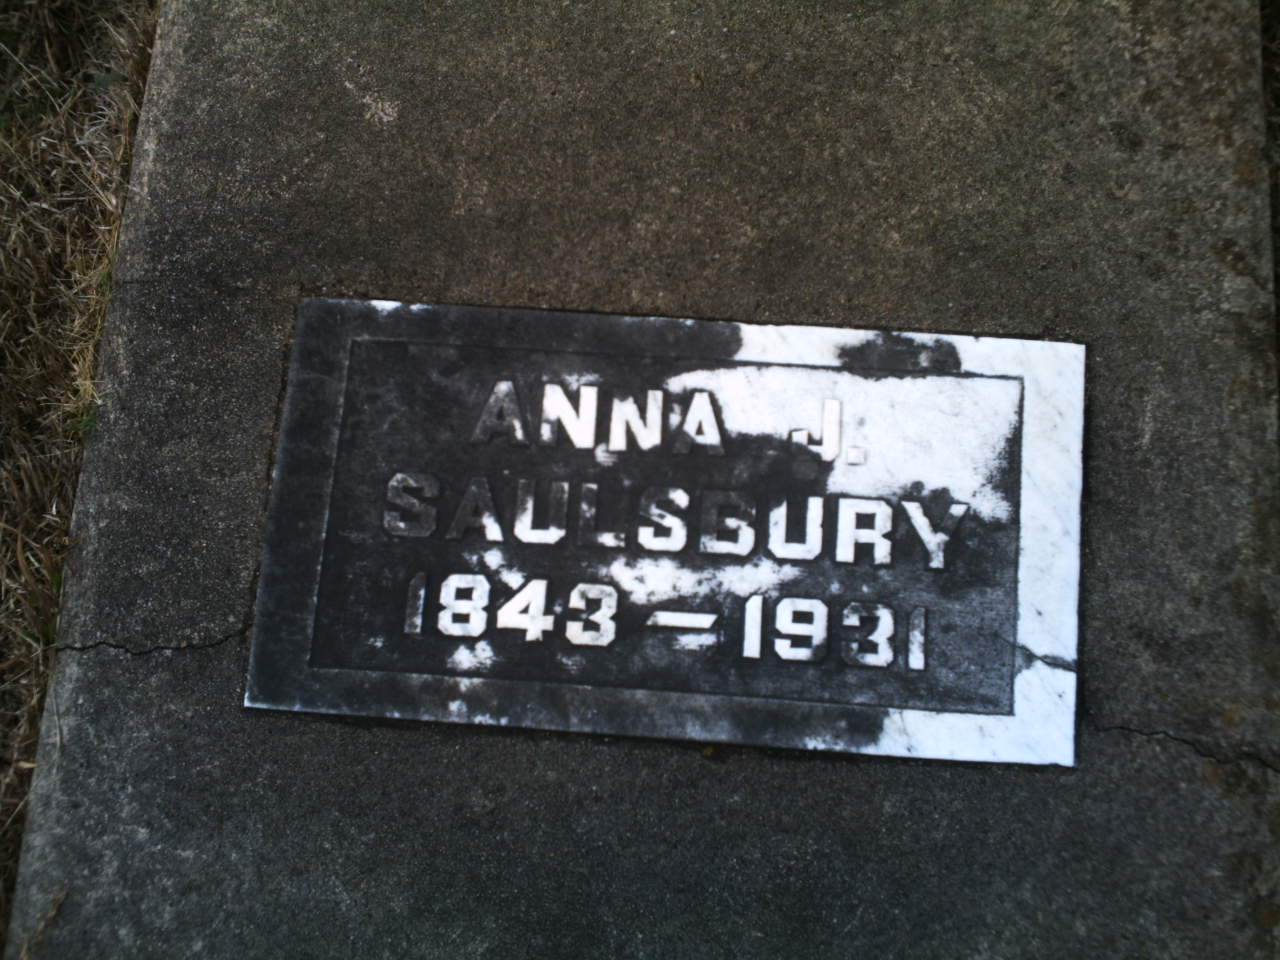 ANNA J.
SAULSBURY
1843 — 1931